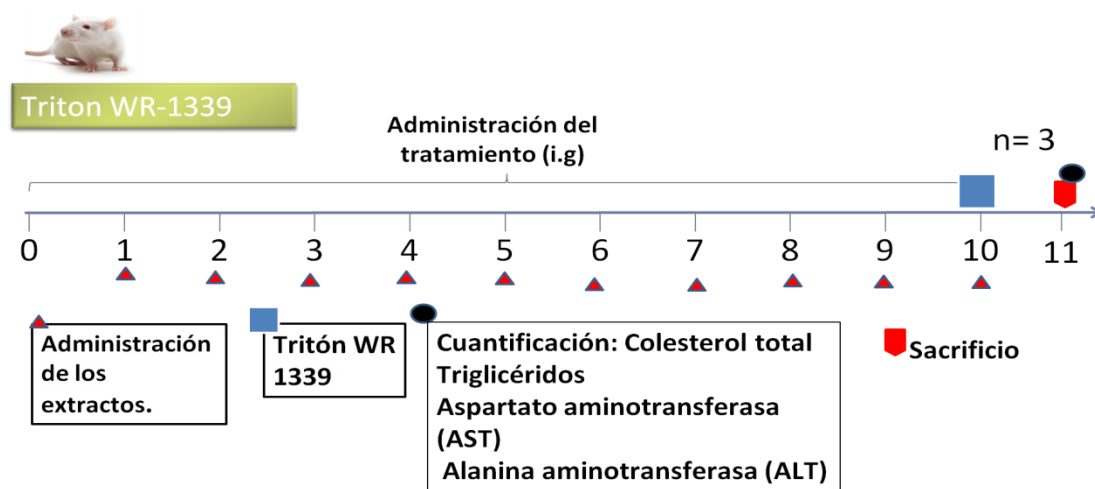 Triton WR-1339
Administración del
tratamiento (i.g)
n= 3
0 1 2 3 4 5 6 7 8 9 10 11
Administración
de los
extractos.
Tritón WR
1339
Cuantificación: Colesterol total
Triglicéridos
Aspartato aminotransferasa
(AST)
Alanina aminotransferasa (ALT)
Sacrificio